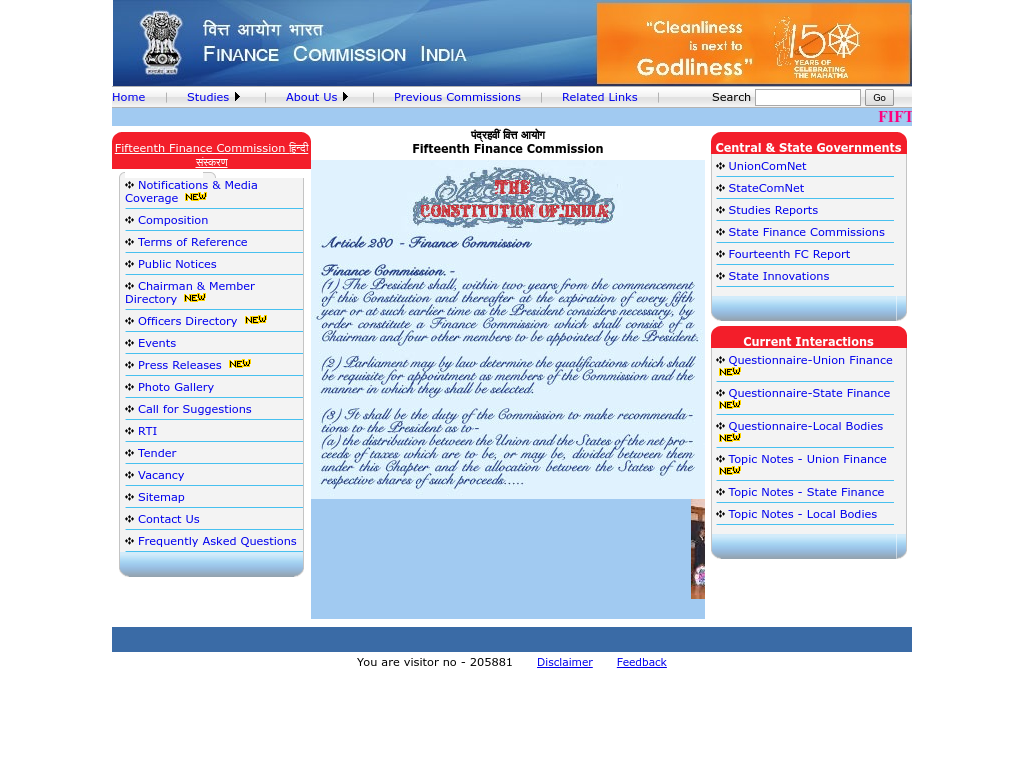 वित्त आयोग भारत
FINANCE COMMISSION INDIA
"Cleanliness
is next to
Godliness"
150
YEARS OF
CELEBRATING
THE MAHATMA
Home Studies About Us Previous Commissions Related Links Search Go
FIFT
Fifteenth Finance Commission हिन्दी
संस्करण
Notifications & Media
Coverage NEW
Composition
Terms of Reference
Public Notices
Chairman & Member
Directory NEW
Officers Directory NEW
Events
Press Releases NEW
Photo Gallery
Call for Suggestions
RTI
Tender
Vacancy
Sitemap
Contact Us
Frequently Asked Questions
पंद्रहवीं वित्त आयोग
Fifteenth Finance Commission
THE
CONSTITUTION OF INDIA
Article 280 - Finance Commission
Finance Commission. -
(1) The President shall, within two years from the commencement
of this Constitution and thereafter at the expiration of every fifth
year or at such earlier time as the President considers necessary, by
order constitute a Finance Commission which shall consist of a
Chairman and four other members to be appointed by the President.
(2) Parliament may by law determine the qualifications which shall
be requisite for appointment as members of the Commission and the
manner in which they shall be selected.
(3) It shall be the duty of the Commission to make recommenda-
tions to the President as to-
(a) the distribution between the Union and the States of the net pro-
ceeds of taxes which are to be, or may be, divided between them
under this Chapter and the allocation between the States of the
respective shares of such proceeds.....
Central & State Governments
UnionComNet
StateComNet
Studies Reports
State Finance Commissions
Fourteenth FC Report
State Innovations
Current Interactions
Questionnaire-Union Finance
NEW
Questionnaire-State Finance
NEW
Questionnaire-Local Bodies
NEW
Topic Notes - Union Finance
NEW
Topic Notes - State Finance
Topic Notes - Local Bodies
You are visitor no - 205881 Disclaimer Feedback